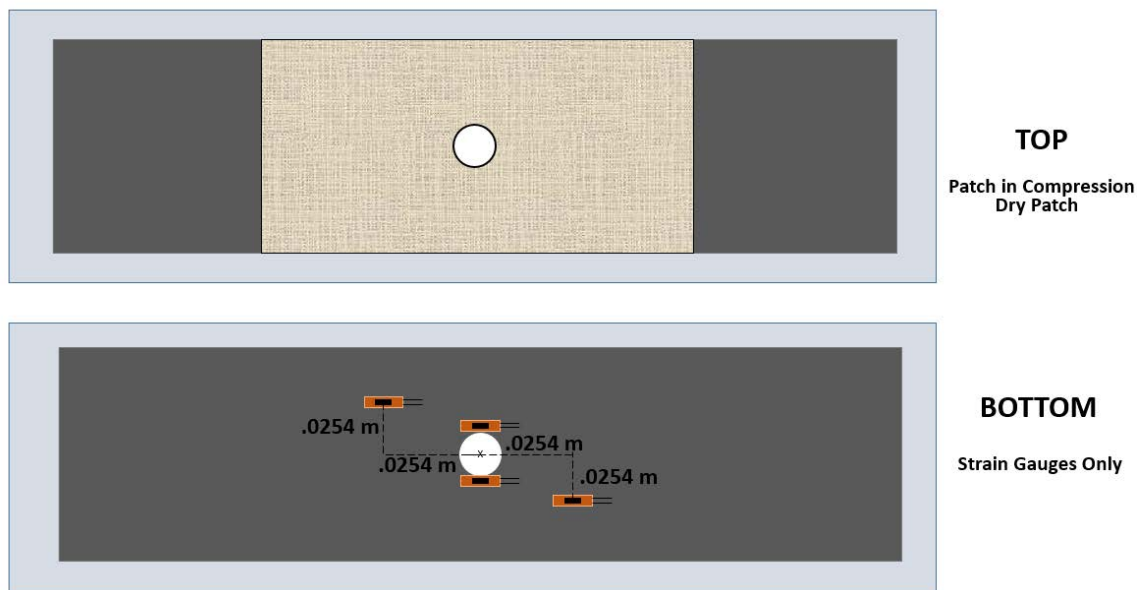 TOP
Patch in Compression
Dry Patch
.0254 m
.0254 m
.0254 m
x
.0254 m
BOTTOM
Strain Gauges Only